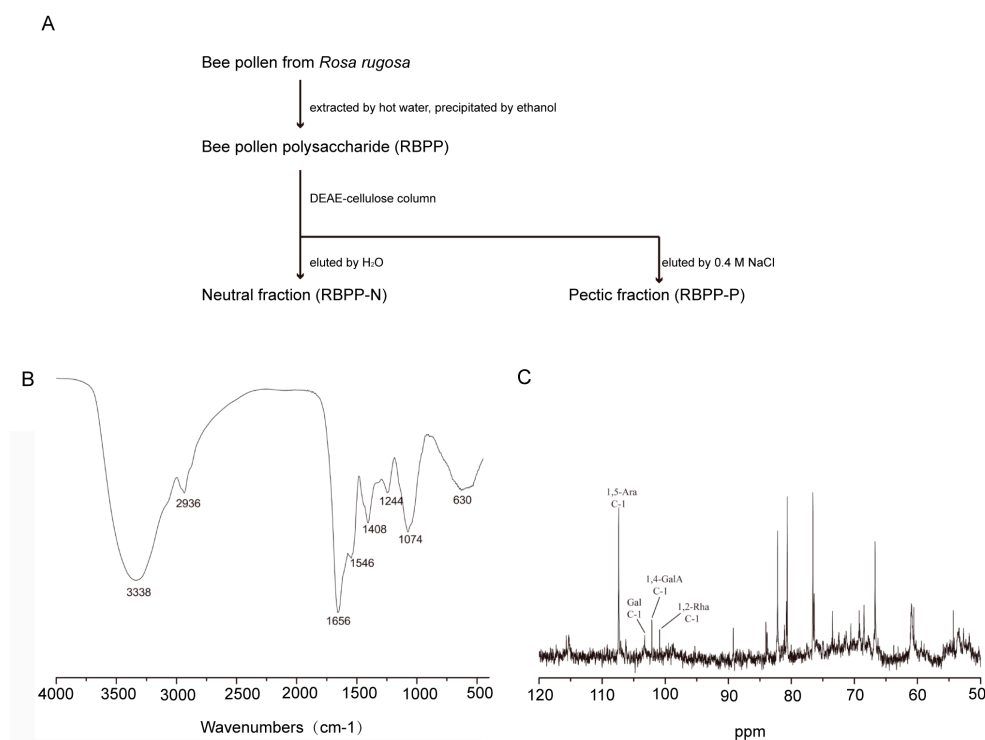 A
Bee pollen from Rosa rugosa
extracted by hot water, precipitated by ethanol
Bee pollen polysaccharide (RBPP)
DEAE-cellulose column
eluted by H₂O
eluted by 0.4 M NaCl
Neutral fraction (RBPP-N)
Pectic fraction (RBPP-P)
B
2936
3338
1656
1546
1408
1244
1074
630
4000 3500 3000 2500 2000 1500 1000 500
Wavenumbers（cm-1）
C
1,5-Ara
C-1
Gal
C-1
1,4-GalA
C-1
1,2-Rha
C-1
120 110 100 90 80 70 60 50
ppm